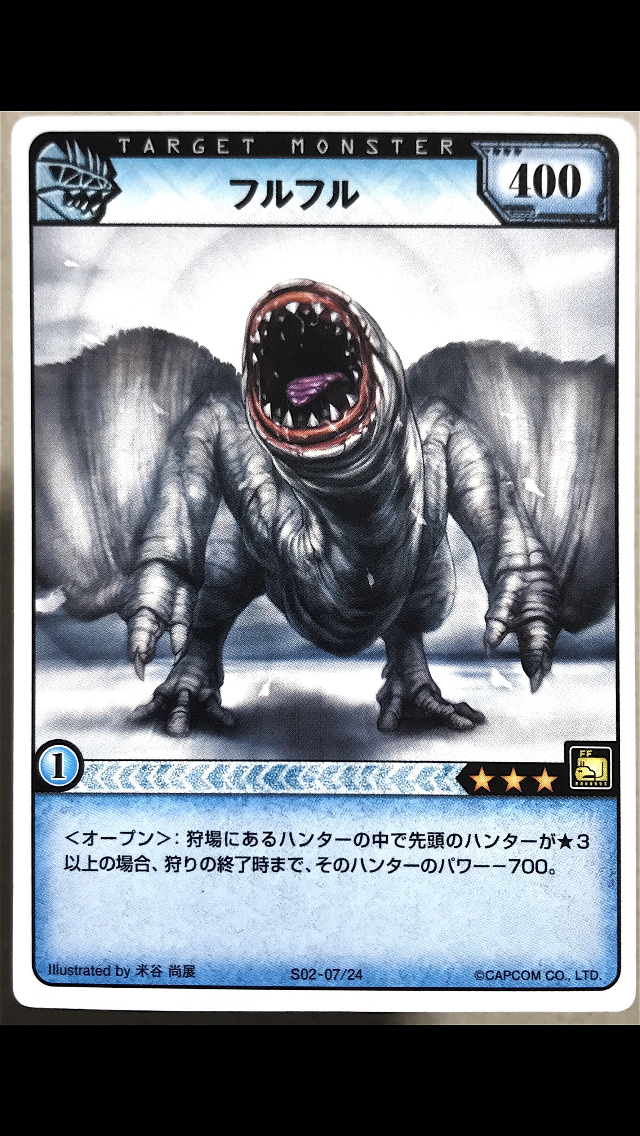 TARGET MONSTER
フルフル
400
1
FF
<オープン>：狩場にあるハンターの中で先頭のハンターが★3
以上の場合、狩りの終了時まで、そのハンターのパワー－700。
Illustrated by 米谷 尚展
S02-07/24
©CAPCOM CO., LTD.